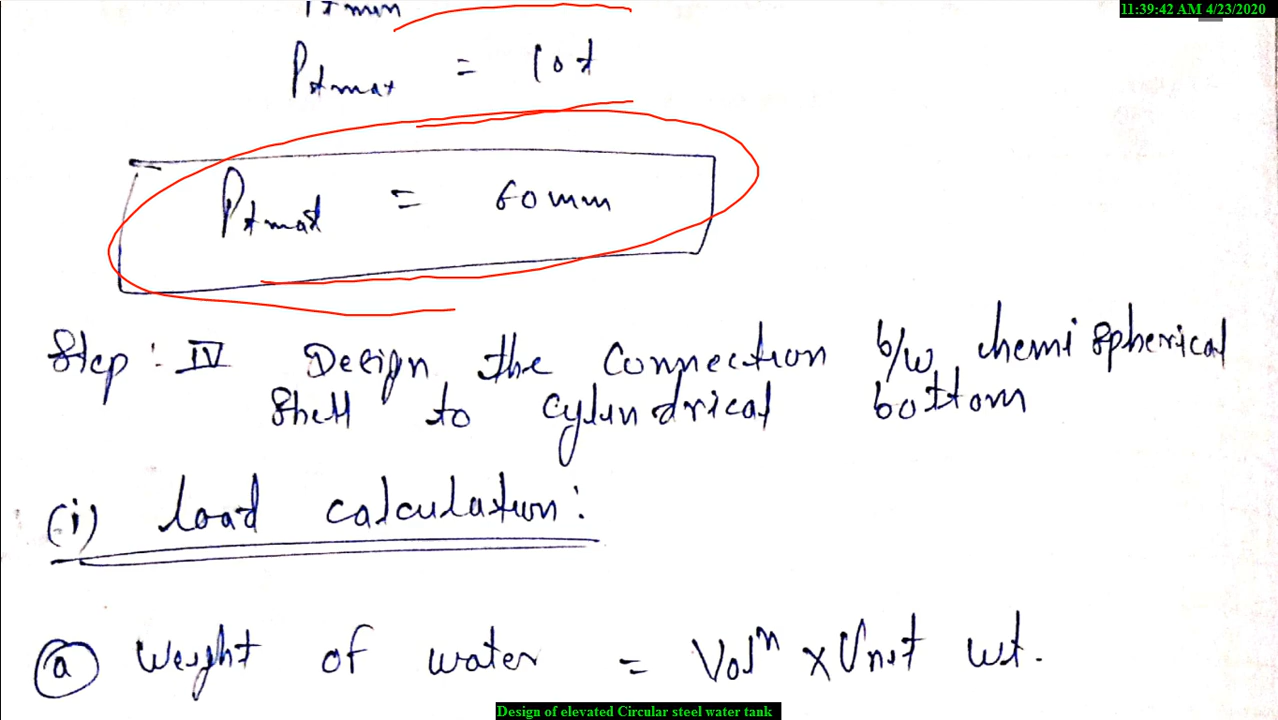 11:39:42 AM 4/23/2020
Ptmin
Ptmax = 10t
Ptmax = 60mm
Step: IV Design the Connection b/w hemi spherical
shell to cylindrical bottom
(i) load calculation:
(a) Weight of water = Volⁿ x Unit wt.
Design of elevated Circular steel water tank